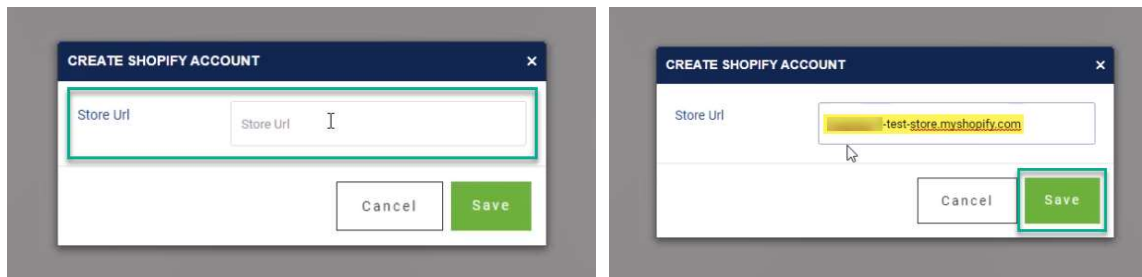 CREATE SHOPIFY ACCOUNT ×
Store Url
Store Url
Cancel
Save
CREATE SHOPIFY ACCOUNT ×
Store Url
-test-store.myshopify.com
Cancel
Save